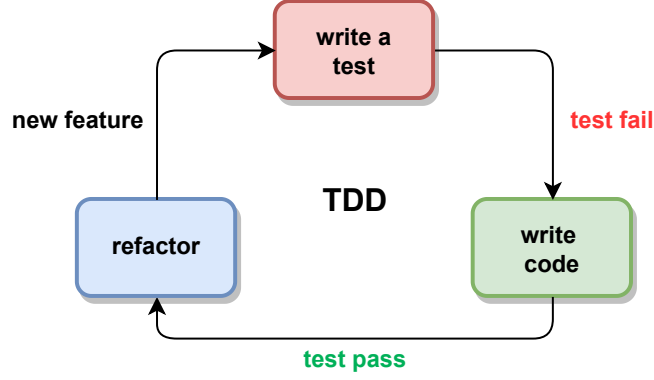 write a
test
new feature
test fail
TDD
refactor
write
code
test pass